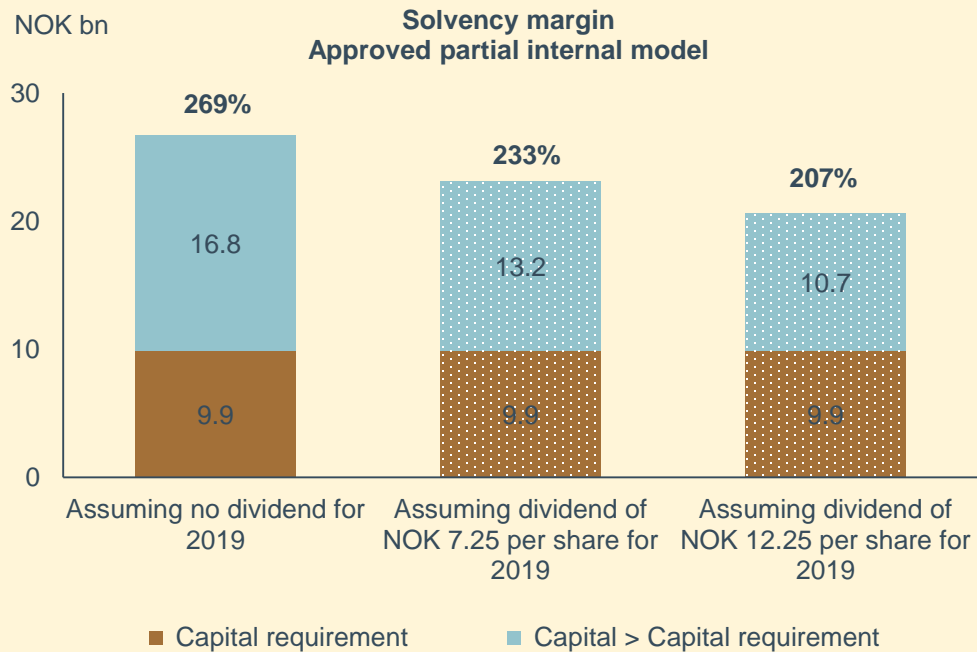 NOK bn
Solvency margin
Approved partial internal model
30
20
10
0
269%
233%
207%
16.8
13.2
10.7
9.9
9.9
9.9
Assuming no dividend for
2019
Assuming dividend of
NOK 7.25 per share for
2019
Assuming dividend of
NOK 12.25 per share for
2019
Capital requirement
Capital > Capital requirement